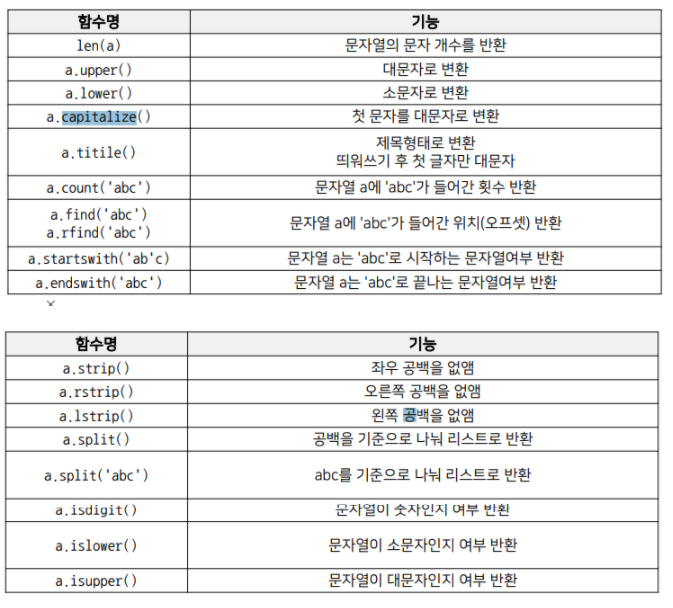 함수명 기능
len(a) 문자열의 문자 개수를 반환
a.upper() 대문자로 변환
a.lower() 소문자로 변환
a.capitalize() 첫 문자를 대문자로 변환
a.titile() 제목형태로 변환
띄워쓰기 후 첫 글자만 대문자
a.count('abc') 문자열 a에 'abc'가 들어간 횟수 반환
a.find('abc')
a.rfind('abc') 문자열 a에 'abc'가 들어간 위치(오프셋) 반환
a.startswith('ab'c) 문자열 a는 'abc'로 시작하는 문자열여부 반환
a.endswith('abc') 문자열 a는 'abc'로 끝나는 문자열여부 반환
함수명 기능
a.strip() 좌우 공백을 없앰
a.rstrip() 오른쪽 공백을 없앰
a.lstrip() 왼쪽 공백을 없앰
a.split() 공백을 기준으로 나눠 리스트로 반환
a.split('abc') abc를 기준으로 나눠 리스트로 반환
a.isdigit() 문자열이 숫자인지 여부 반환
a.islower() 문자열이 소문자인지 여부 반환
a.isupper() 문자열이 대문자인지 여부 반환